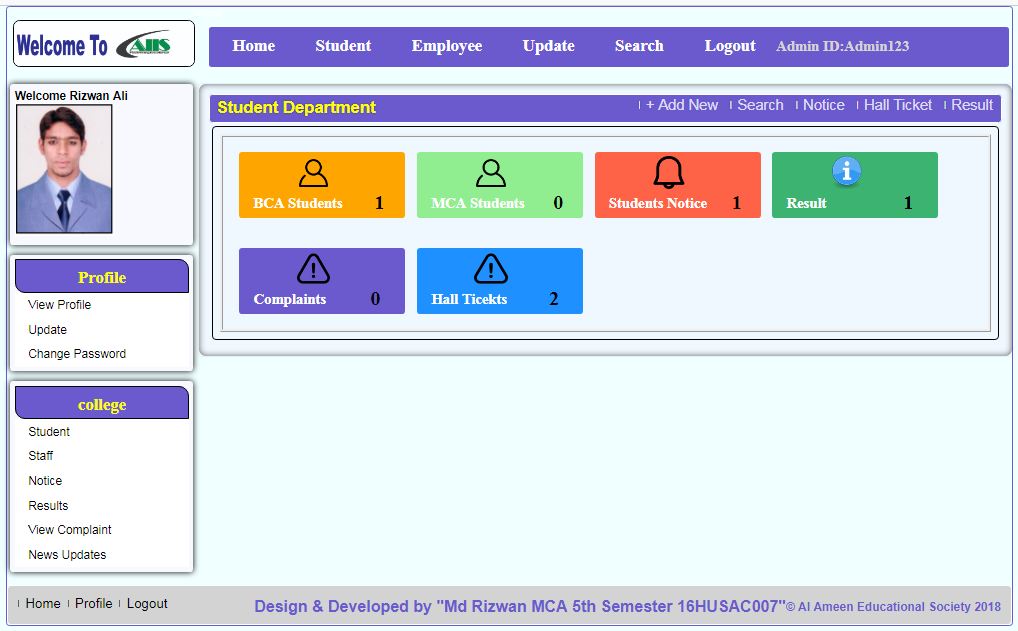 Welcome To AIIS
Home Student Employee Update Search Logout Admin ID:Admin123
Welcome Rizwan Ali
Student Department
+ Add New Search Notice Hall Ticket Result
BCA Students 1
MCA Students 0
Students Notice 1
Result 1
Complaints 0
Hall Ticekts 2
Profile
View Profile
Update
Change Password
college
Student
Staff
Notice
Results
View Complaint
News Updates
Home Profile Logout
Design & Developed by "Md Rizwan MCA 5th Semester 16HUSAC007"© Al Ameen Educational Society 2018